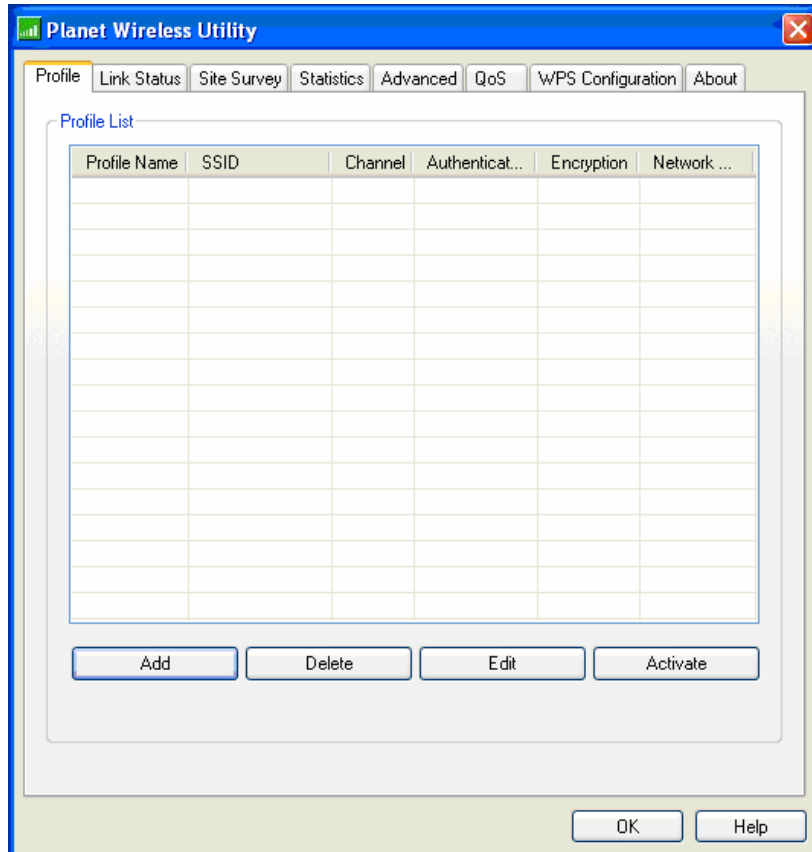 Planet Wireless Utility
Profile Link Status Site Survey Statistics Advanced QoS WPS Configuration About
Profile List
Profile Name SSID Channel Authenticat... Encryption Network ...
Add Delete Edit Activate
OK Help